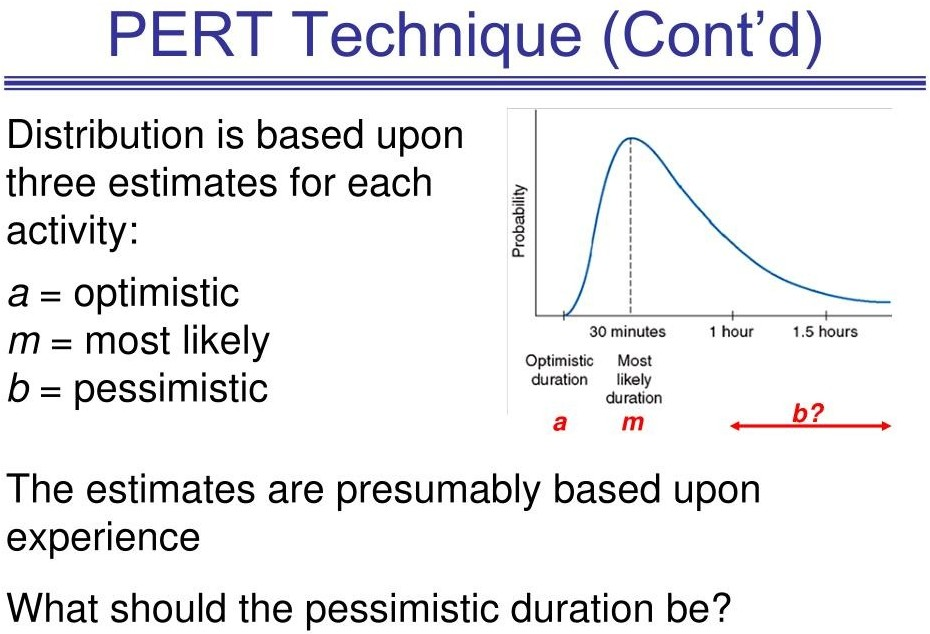 PERT Technique (Cont’d)
Distribution is based upon
three estimates for each
activity:
a = optimistic
m = most likely
b = pessimistic
Probability
30 minutes 1 hour 1.5 hours
Optimistic Most
duration likely
duration
a m b?
The estimates are presumably based upon
experience
What should the pessimistic duration be?